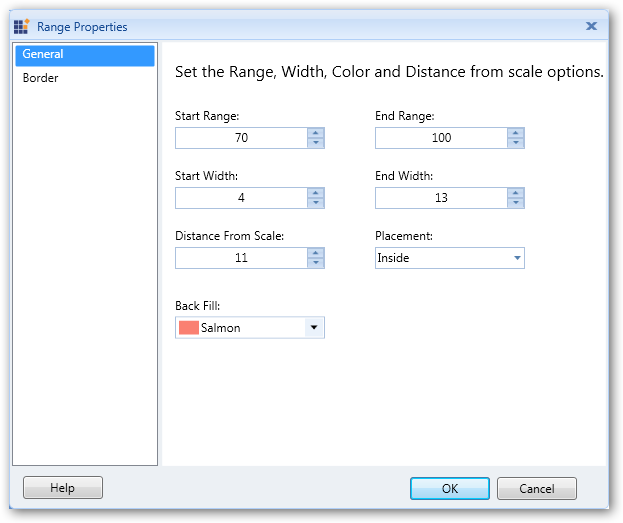 Range Properties
General
Border
Set the Range, Width, Color and Distance from scale options.
Start Range:
End Range:
70
100
Start Width:
End Width:
4
13
Distance From Scale:
Placement:
11
Inside
Back Fill:
Salmon
Help
OK
Cancel